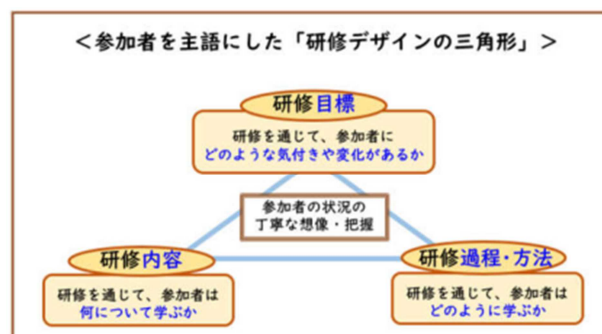 ＜参加者を主語にした「研修デザインの三角形」＞
研修目標
研修を通じて、参加者に
どのような気付きや変化があるか
参加者の状況の
丁寧な想像・把握
研修内容
研修を通じて、参加者は
何について学ぶか
研修過程・方法
研修を通じて、参加者は
どのように学ぶか